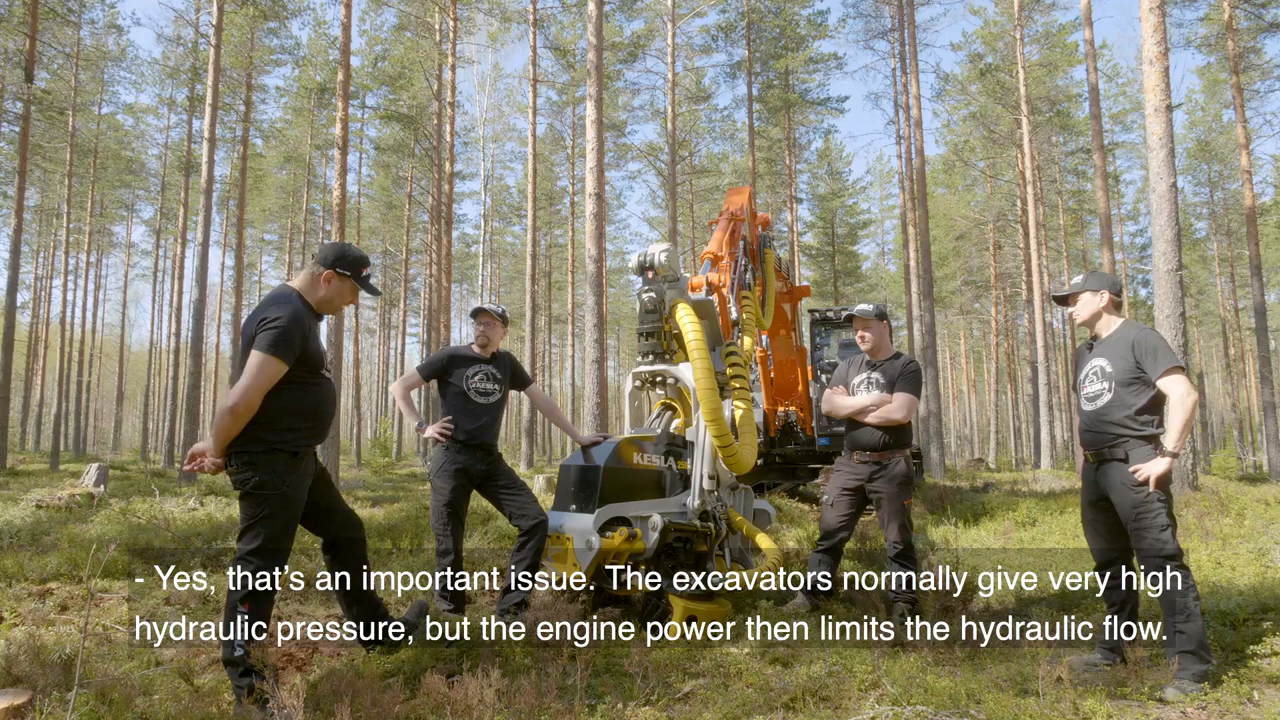 KESLA
KESLA
KESLA
- Yes, that’s an important issue. The excavators normally give very high
hydraulic pressure, but the engine power then limits the hydraulic flow.